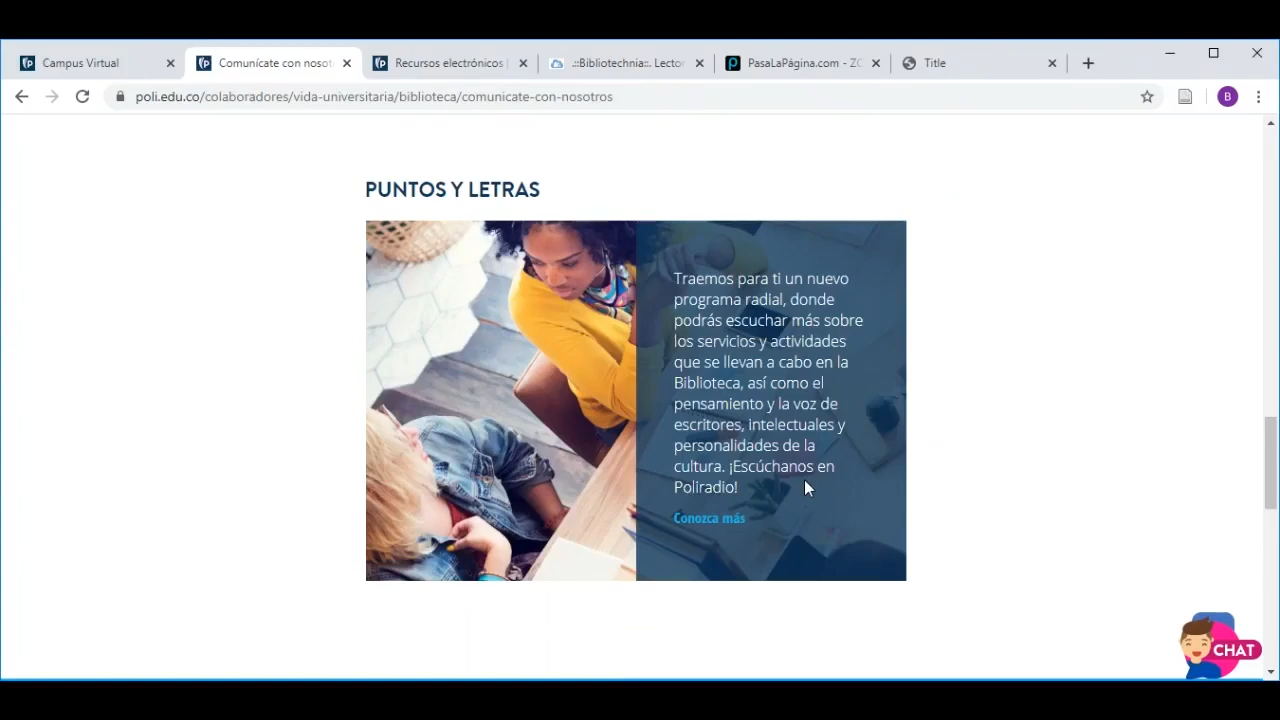 Campus Virtual
Comunícate con nosot
Recursos electrónicos |
.::Bibliotechnia::. Lector
PasaLaPágina.com - ZC
Title
poli.edu.co/colaboradores/vida-universitaria/biblioteca/comunicate-con-nosotros
B
PUNTOS Y LETRAS
Traemos para ti un nuevo
programa radial, donde
podrás escuchar más sobre
los servicios y actividades
que se llevan a cabo en la
Biblioteca, así como el
pensamiento y la voz de
escritores, intelectuales y
personalidades de la
cultura. ¡Escúchanos en
Poliradio!
Conozca más
CHAT